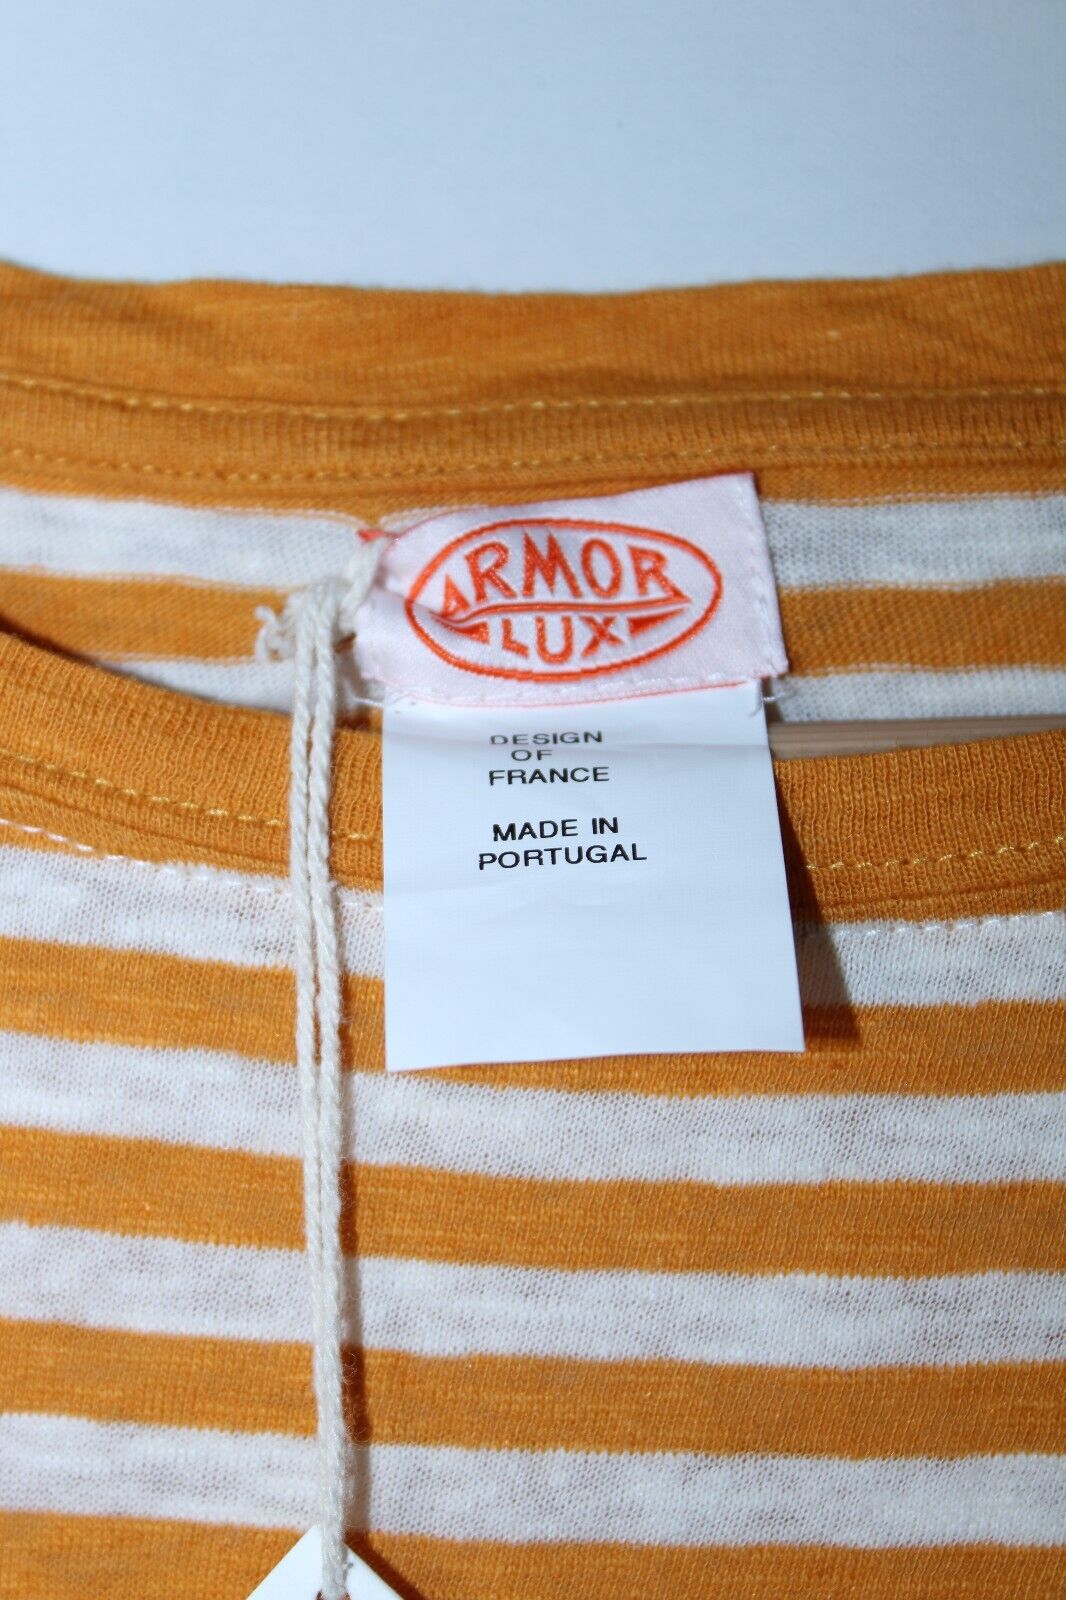 ARMOR
LUX
DESIGN
OF
FRANCE
MADE IN
PORTUGAL